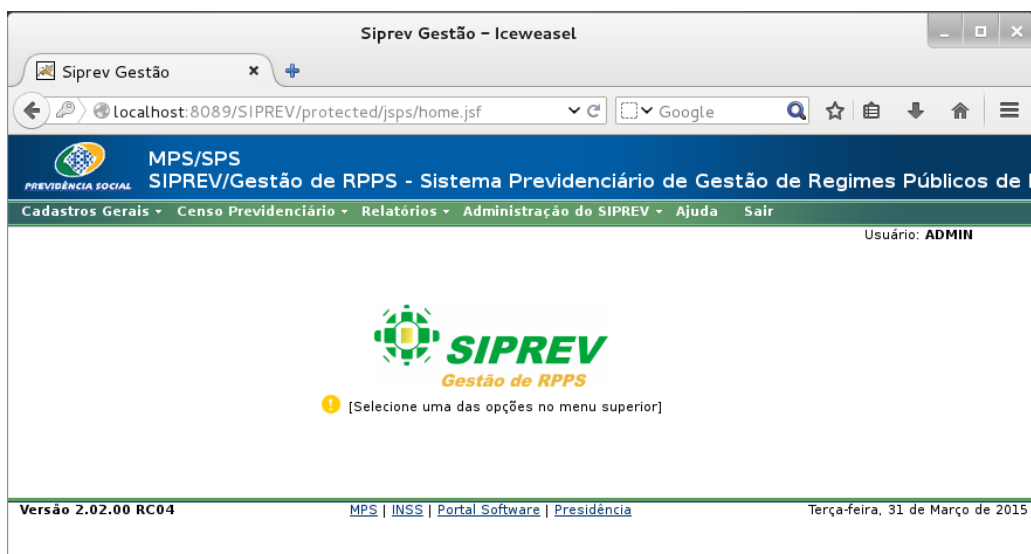 Siprev Gestão - Iceweasel
Siprev Gestão
localhost:8089/SIPREV/protected/jsps/home.jsf
Google
PREVIDÊNCIA SOCIAL
MPS/SPS
SIPREV/Gestão de RPPS - Sistema Previdenciário de Gestão de Regimes Públicos de
Cadastros Gerais Censo Previdenciário Relatórios Administração do SIPREV Ajuda Sair
Usuário: ADMIN
SIPREV
Gestão de RPPS
[Selecione uma das opções no menu superior]
Versão 2.02.00 RC04 MPS | INSS | Portal Software | Presidência Terça-feira, 31 de Março de 2015